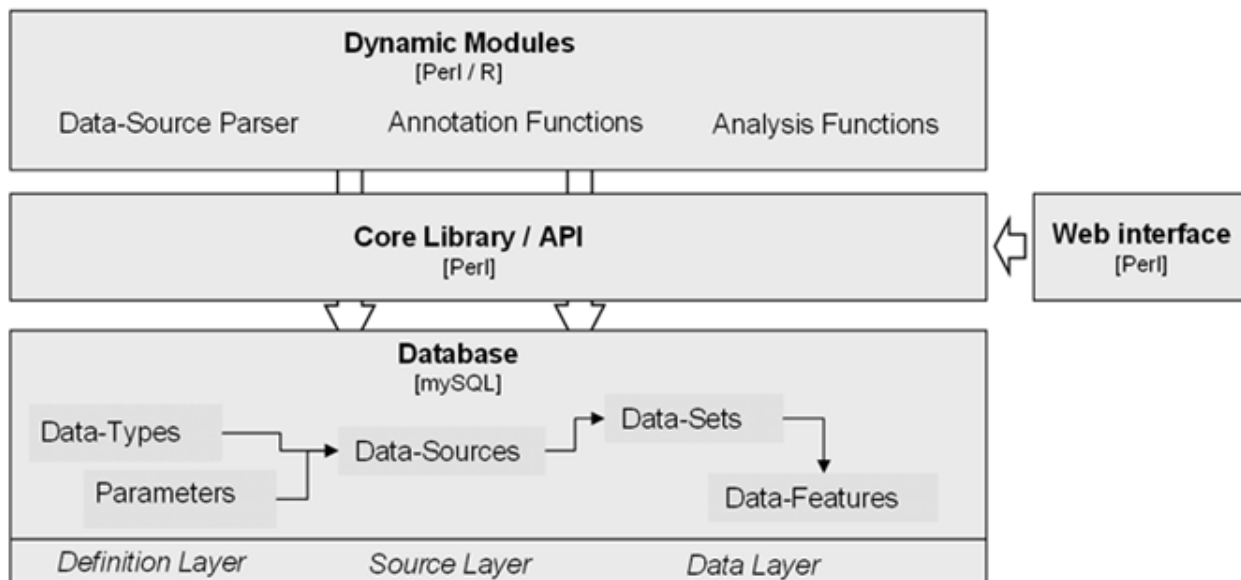 Dynamic Modules
[Perl / R]
Data-Source Parser
Annotation Functions
Analysis Functions
Core Library / API
[Perl]
Web interface
[Perl]
Database
[mySQL]
Data-Types
Parameters
Data-Sources
Data-Sets
Data-Features
Definition Layer
Source Layer
Data Layer